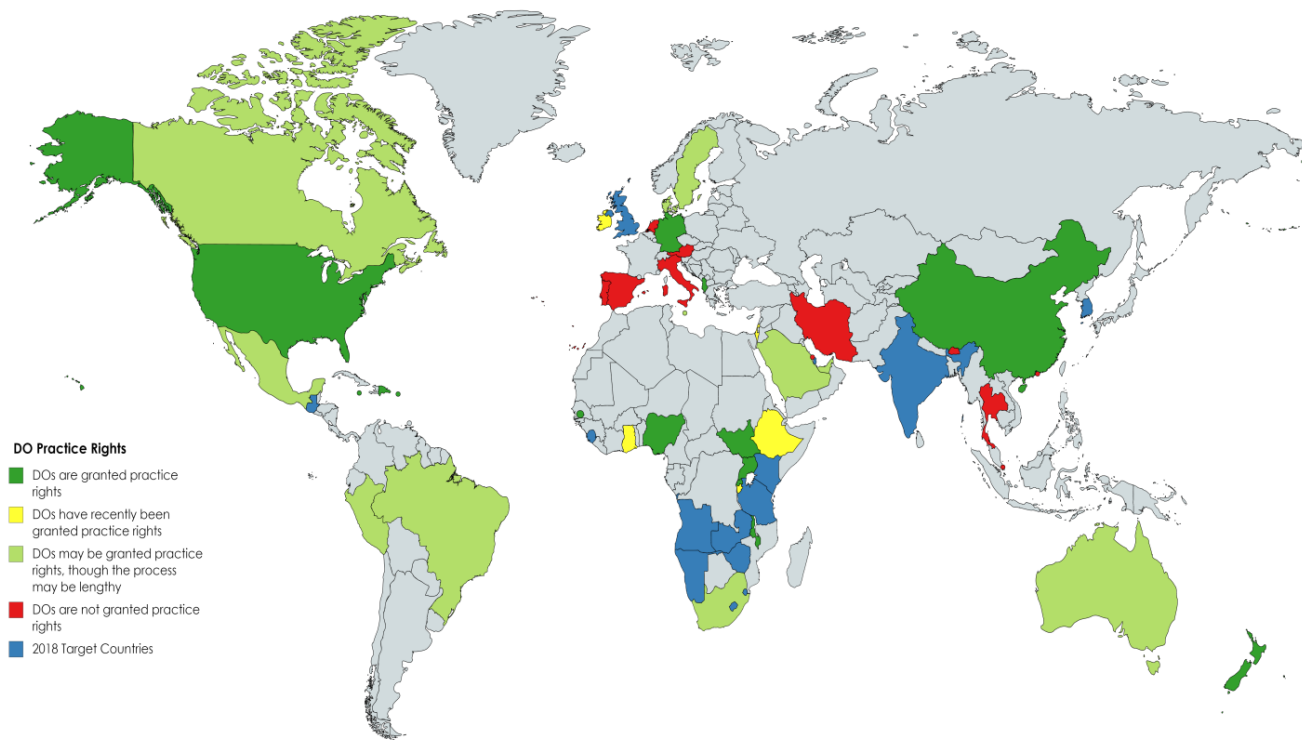 DO Practice Rights
DOs are granted practice
rights
DOs have recently been
granted practice rights
DOs may be granted practice
rights, though the process
may be lengthy
DOs are not granted practice
rights
2018 Target Countries